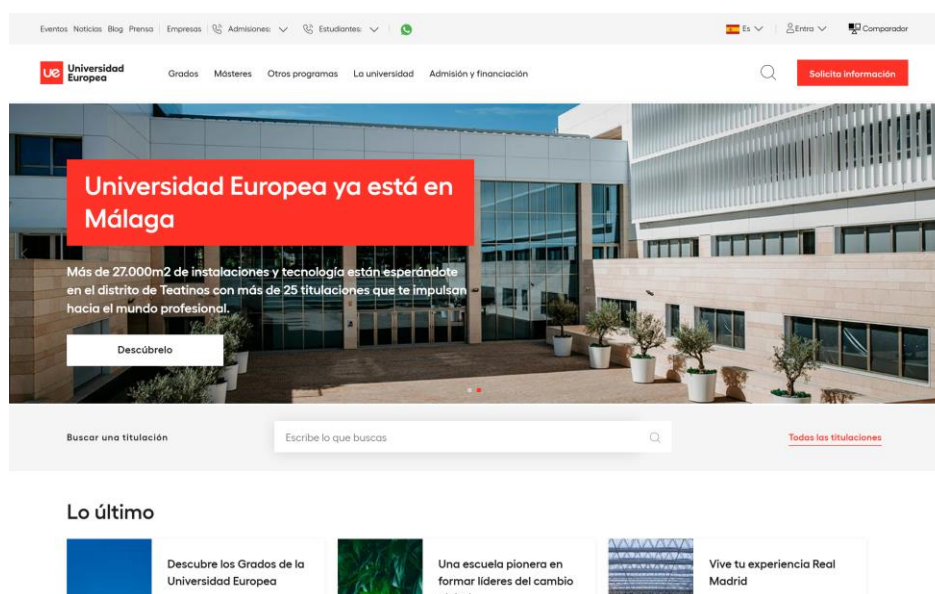 Eventos Noticias Blog Prensa Empresas Admisiones: Estudiantes: Es Entra Comparador
ue Universidad Europea
Grados Másteres Otros programas La universidad Admisión y financiación Solicita información
Universidad Europea ya está en
Málaga
Más de 27.000m2 de instalaciones y tecnología están esperándote
en el distrito de Teatinos con más de 25 titulaciones que te impulsan
hacia el mundo profesional.
Descúbrelo
Buscar una titulación Escribe lo que buscas Todas las titulaciones
Lo último
Descubre los Grados de la
Universidad Europea
Una escuela pionera en
formar líderes del cambio
Vive tu experiencia Real
Madrid